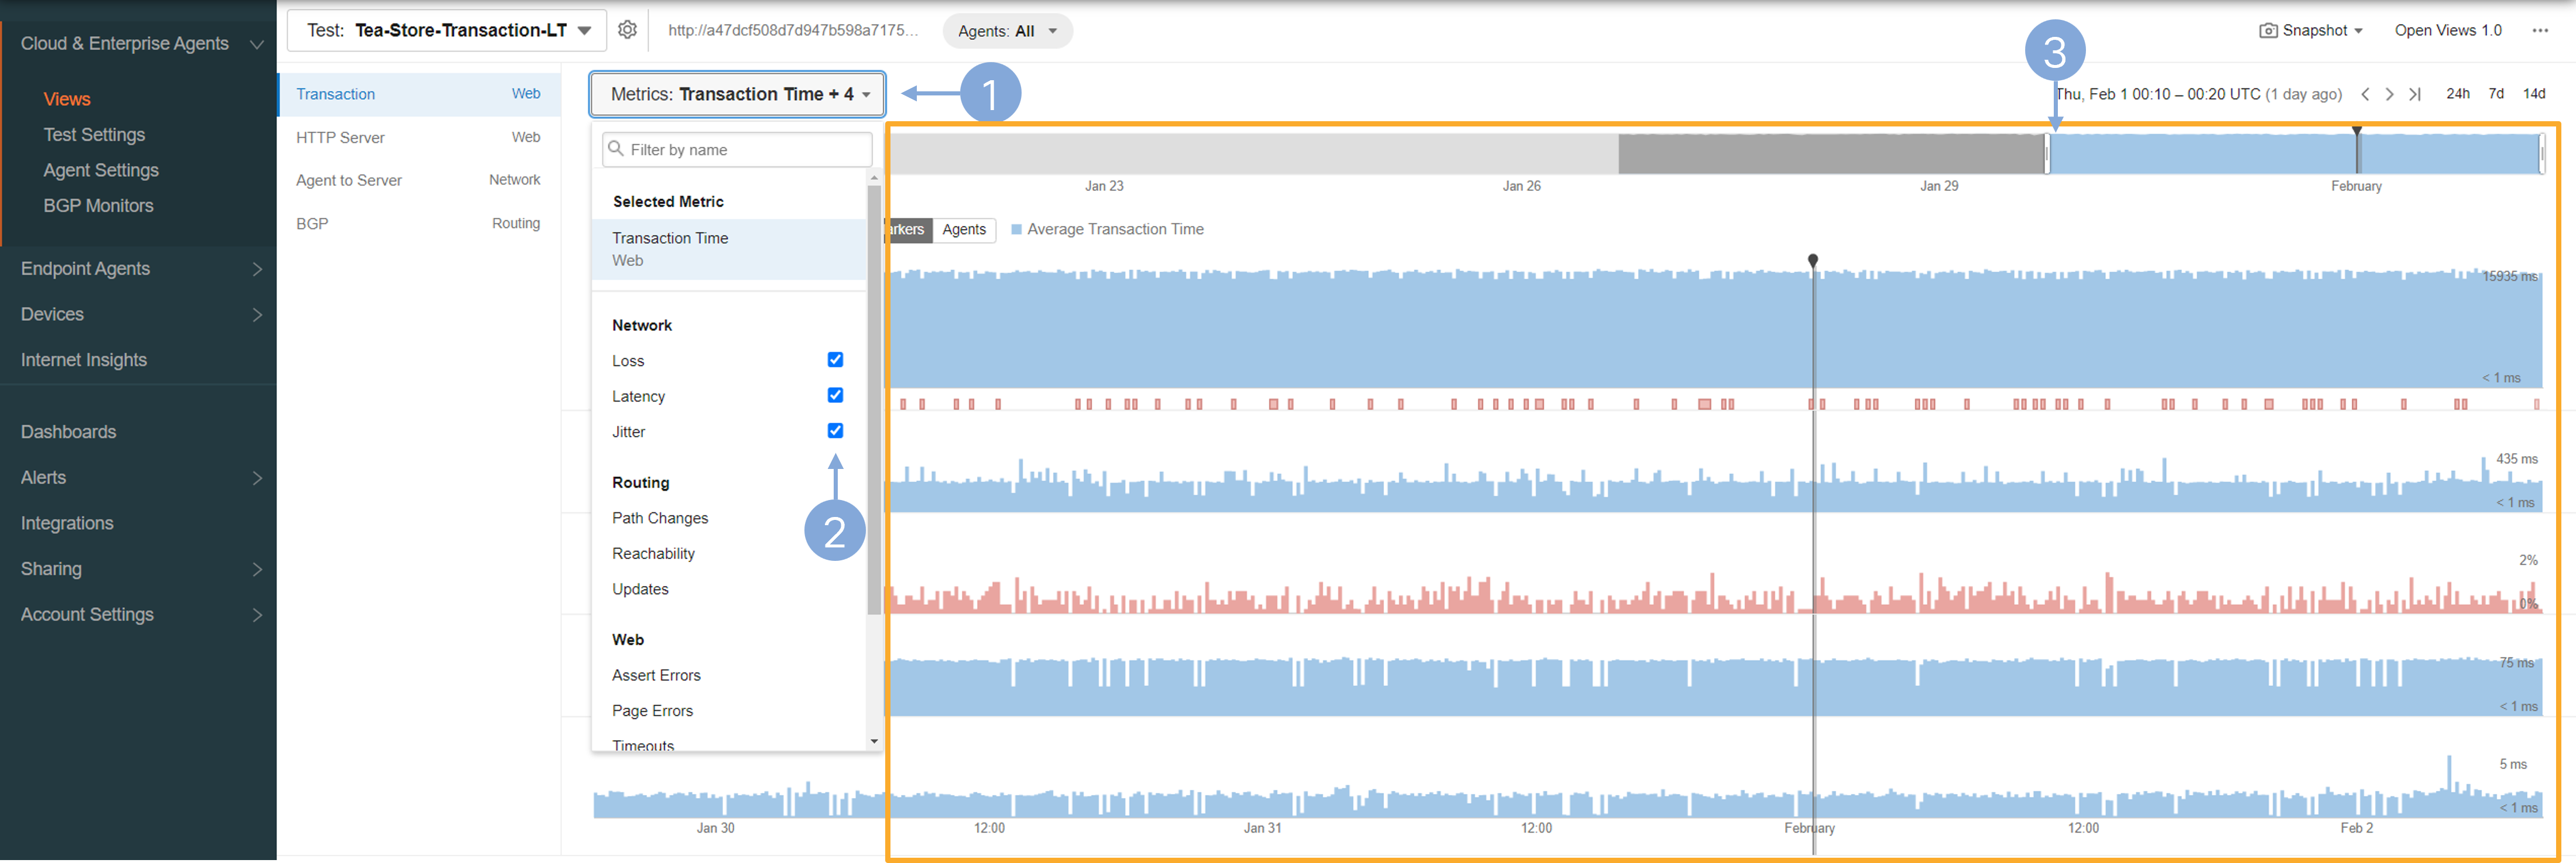 Cloud & Enterprise Agents
Views
Test Settings
Agent Settings
BGP Monitors
Endpoint Agents
Devices
Internet Insights
Dashboards
Alerts
Integrations
Sharing
Account Settings
Test: Tea-Store-Transaction-LT
http://a47dcf508d7d947b598a7175...
Agents: All
Snapshot
Open Views 1.0
Transaction Web
HTTP Server Web
Agent to Server Network
BGP Routing
Metrics: Transaction Time + 4
1
3
Thu, Feb 1 00:10 – 00:20 UTC (1 day ago)
24h 7d 14d
Filter by name
Selected Metric
Transaction Time
Web
Network
Loss
Latency
Jitter
2
Routing
Path Changes
Reachability
Updates
Web
Assert Errors
Page Errors
Timeouts
Jan 23 Jan 26 Jan 29 February
arkers Agents Average Transaction Time
15935 ms
< 1 ms
435 ms
< 1 ms
2%
0%
75 ms
< 1 ms
5 ms
< 1 ms
Jan 30 12:00 Jan 31 12:00 February 12:00 Feb 2